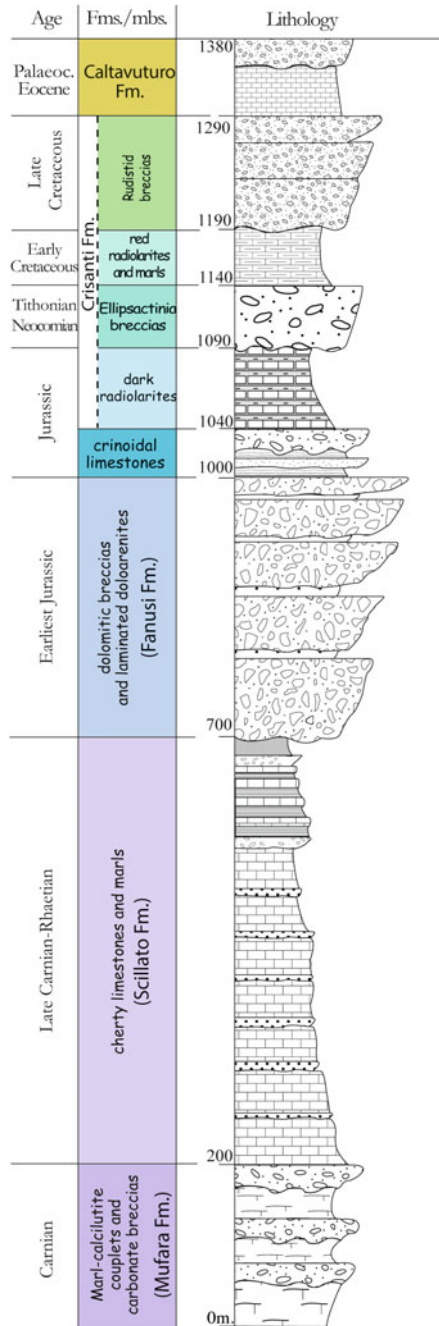 Age Fms./mbs. Lithology
1380
Palaeoc.
Eocene
Caltavuturo
Fm.
1290
Late
Cretaceous
Crisanti Fm.
Rudistid
breccias
1190
Early
Cretaceous
red
radiolarites
and marls
1140
Tithonian
Neocomian
Ellipsactinia
breccias
1090
Jurassic
dark
radiolarites
1040
crinoidal
limestones
1000
Earliest Jurassic
dolomitic breccias
and laminated doloarenites
(Fanusi Fm.)
700
Late Carnian-Rhaetian
cherty limestones and marls
(Scillato Fm.)
200
Carnian
Marl-calcilutite
couplets and
carbonate breccias
(Mufara Fm.)
0m.